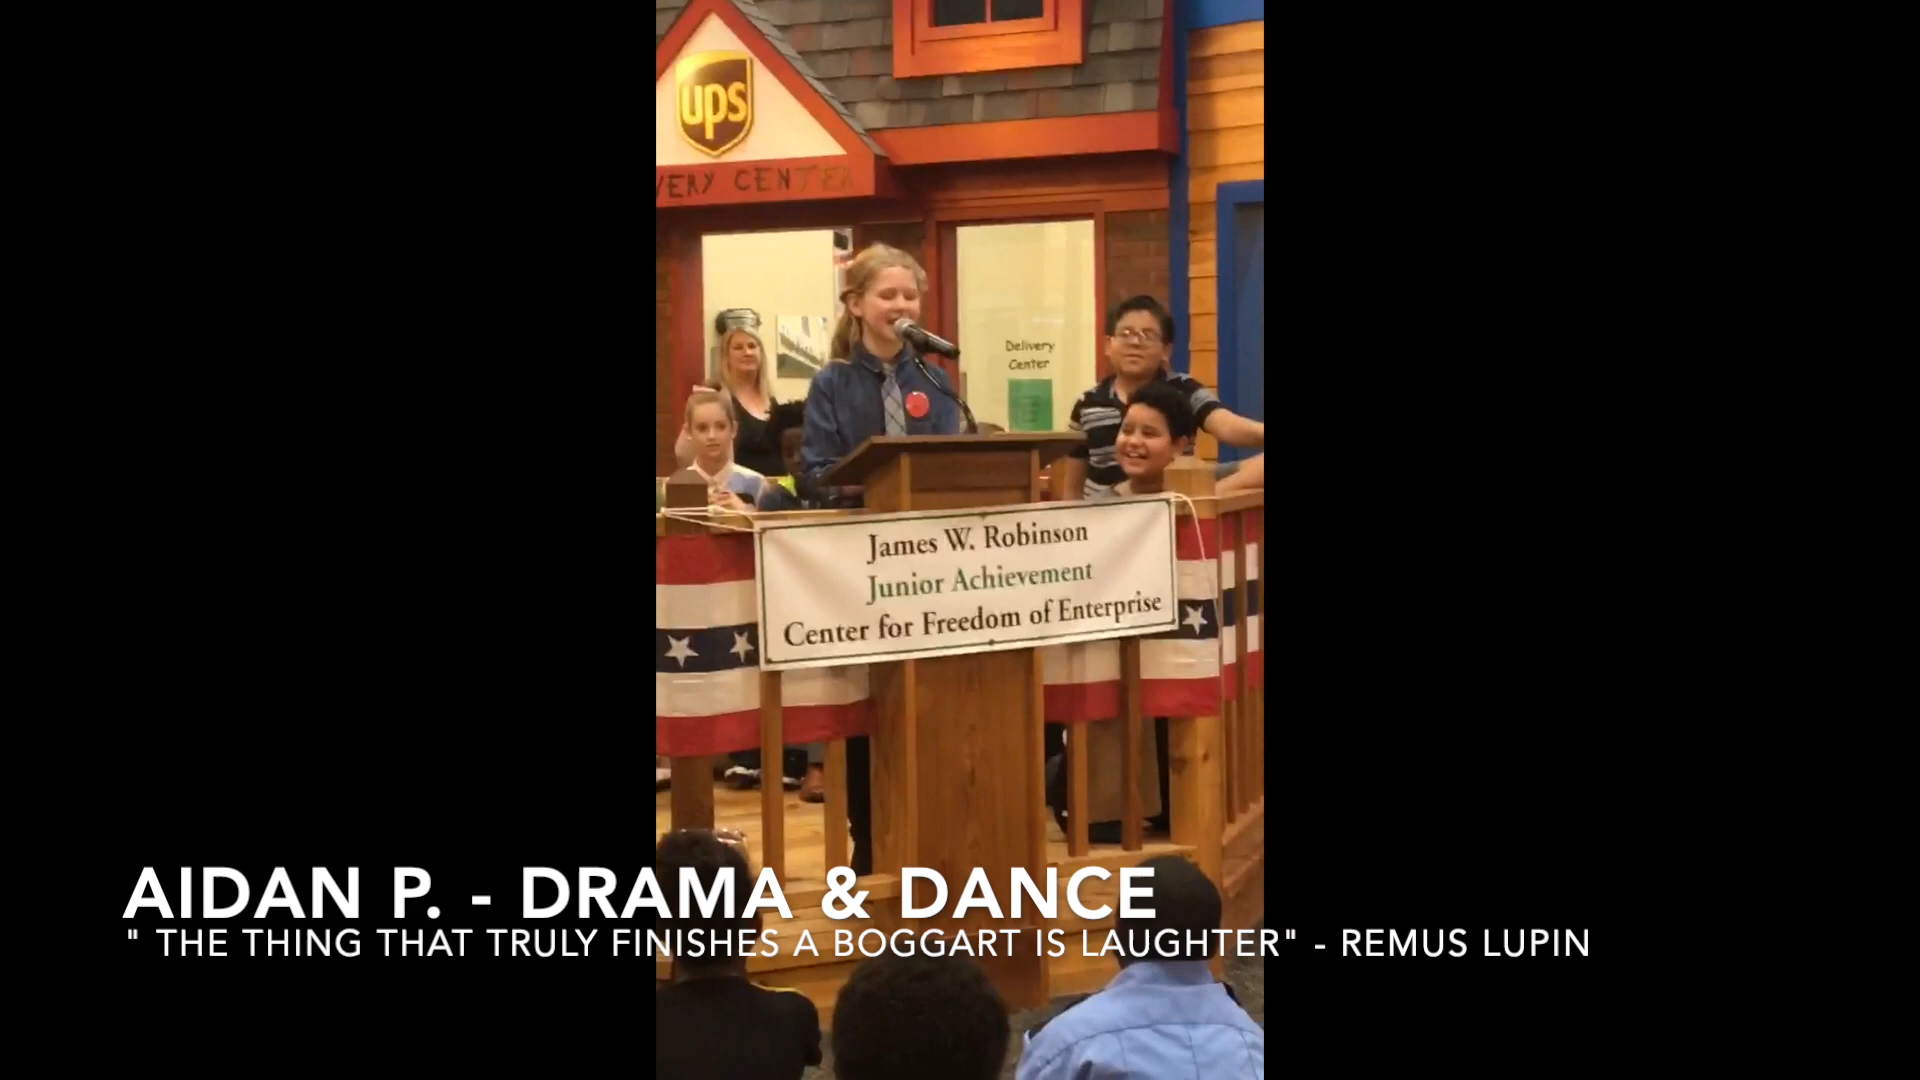 ups
VERY CENTER
Delivery
Center
James W. Robinson
Junior Achievement
Center for Freedom of Enterprise
AIDAN P. - DRAMA & DANCE
" THE THING THAT TRULY FINISHES A BOGGART IS LAUGHTER" - REMUS LUPIN